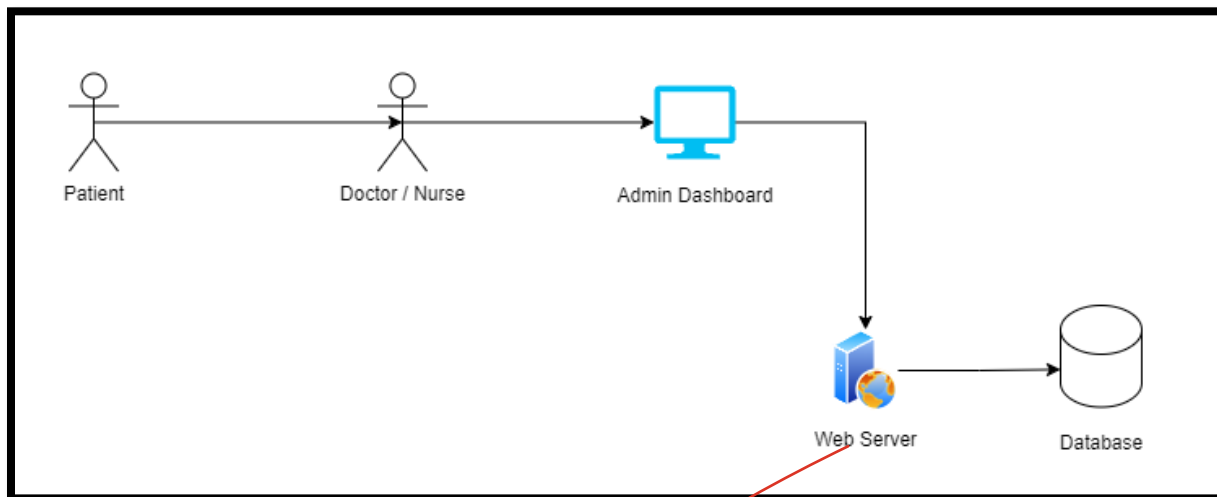 Patient
Doctor / Nurse
Admin Dashboard
Web Server
Database